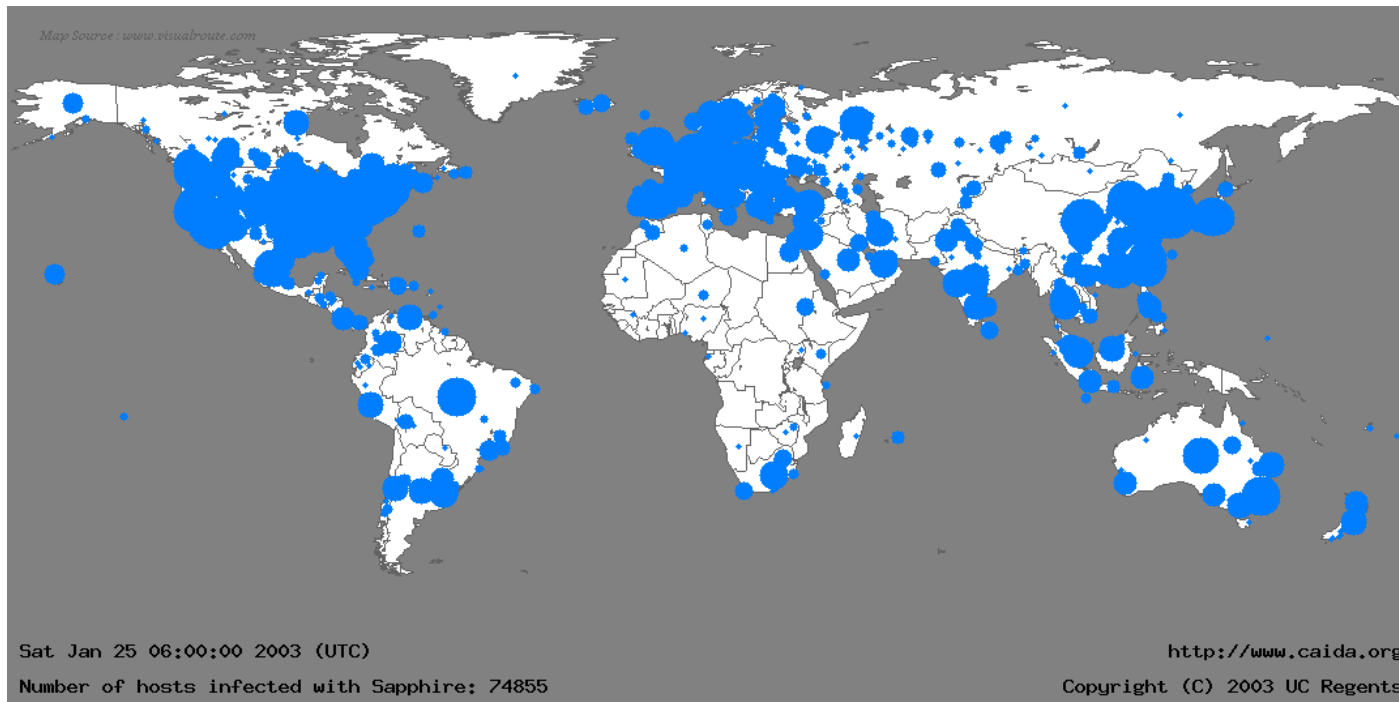 Map Source : www.visualroute.com
Sat Jan 25 06:00:00 2003 (UTC)
http://www.caida.org
Number of hosts infected with Sapphire: 74855
Copyright (C) 2003 UC Regents